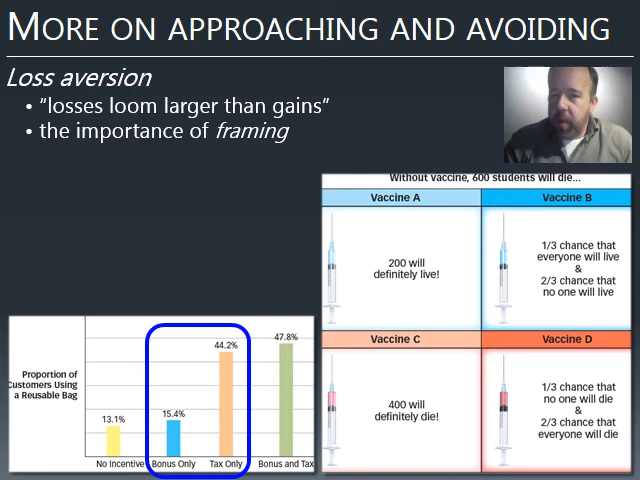 MORE ON APPROACHING AND AVOIDING
Loss aversion
• “losses loom larger than gains”
• the importance of framing
Without vaccine, 600 students will die...
Vaccine A
Vaccine B
200 will
definitely live!
1/3 chance that
everyone will live
&
2/3 chance that
no one will live
Vaccine C
Vaccine D
400 will
definitely die!
1/3 chance that
no one will die
&
2/3 chance that
everyone will die
Proportion of
Customers Using
a Reusable Bag
13.1%
15.4%
44.2%
47.8%
No Incentive
Bonus Only
Tax Only
Bonus and Tax